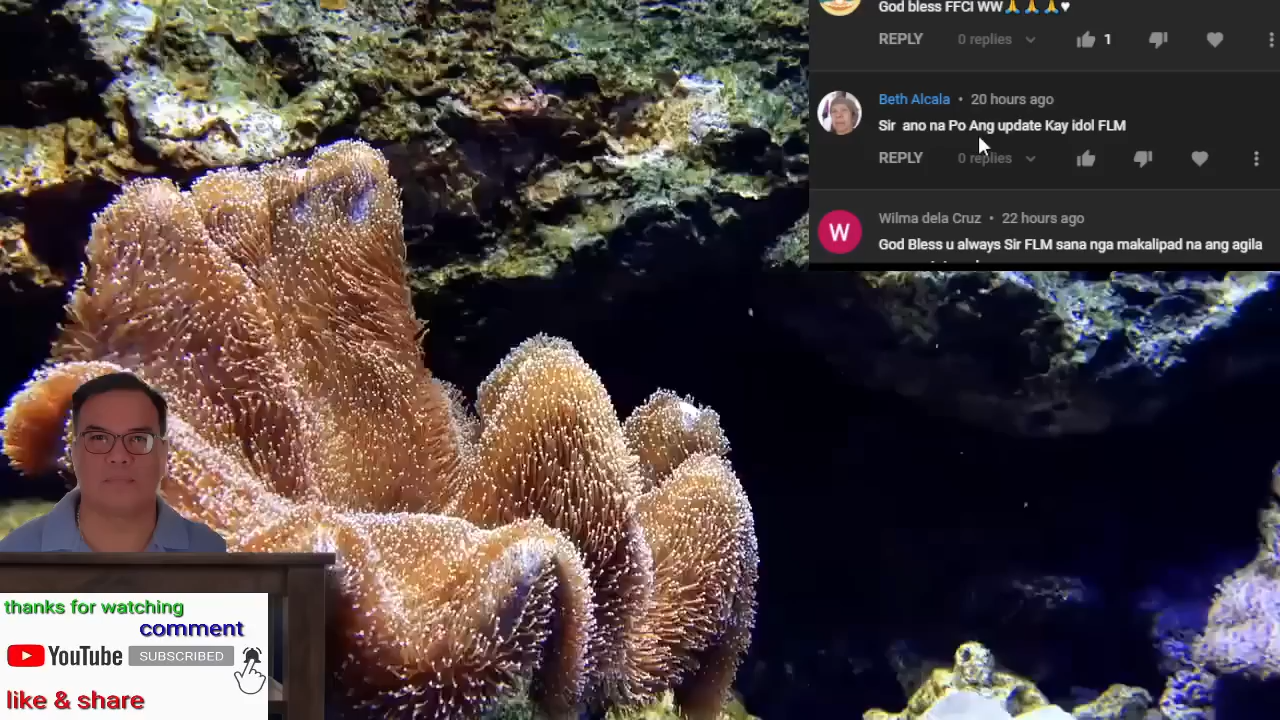 God bless FFCI WW🙏🙏🙏♥
REPLY 0 replies 1
Beth Alcala • 20 hours ago
Sir ano na Po Ang update Kay idol FLM
REPLY 0 replies
W
Wilma dela Cruz • 22 hours ago
God Bless u always Sir FLM sana nga makalipad na ang agila
thanks for watching
comment
YouTube SUBSCRIBED
like & share